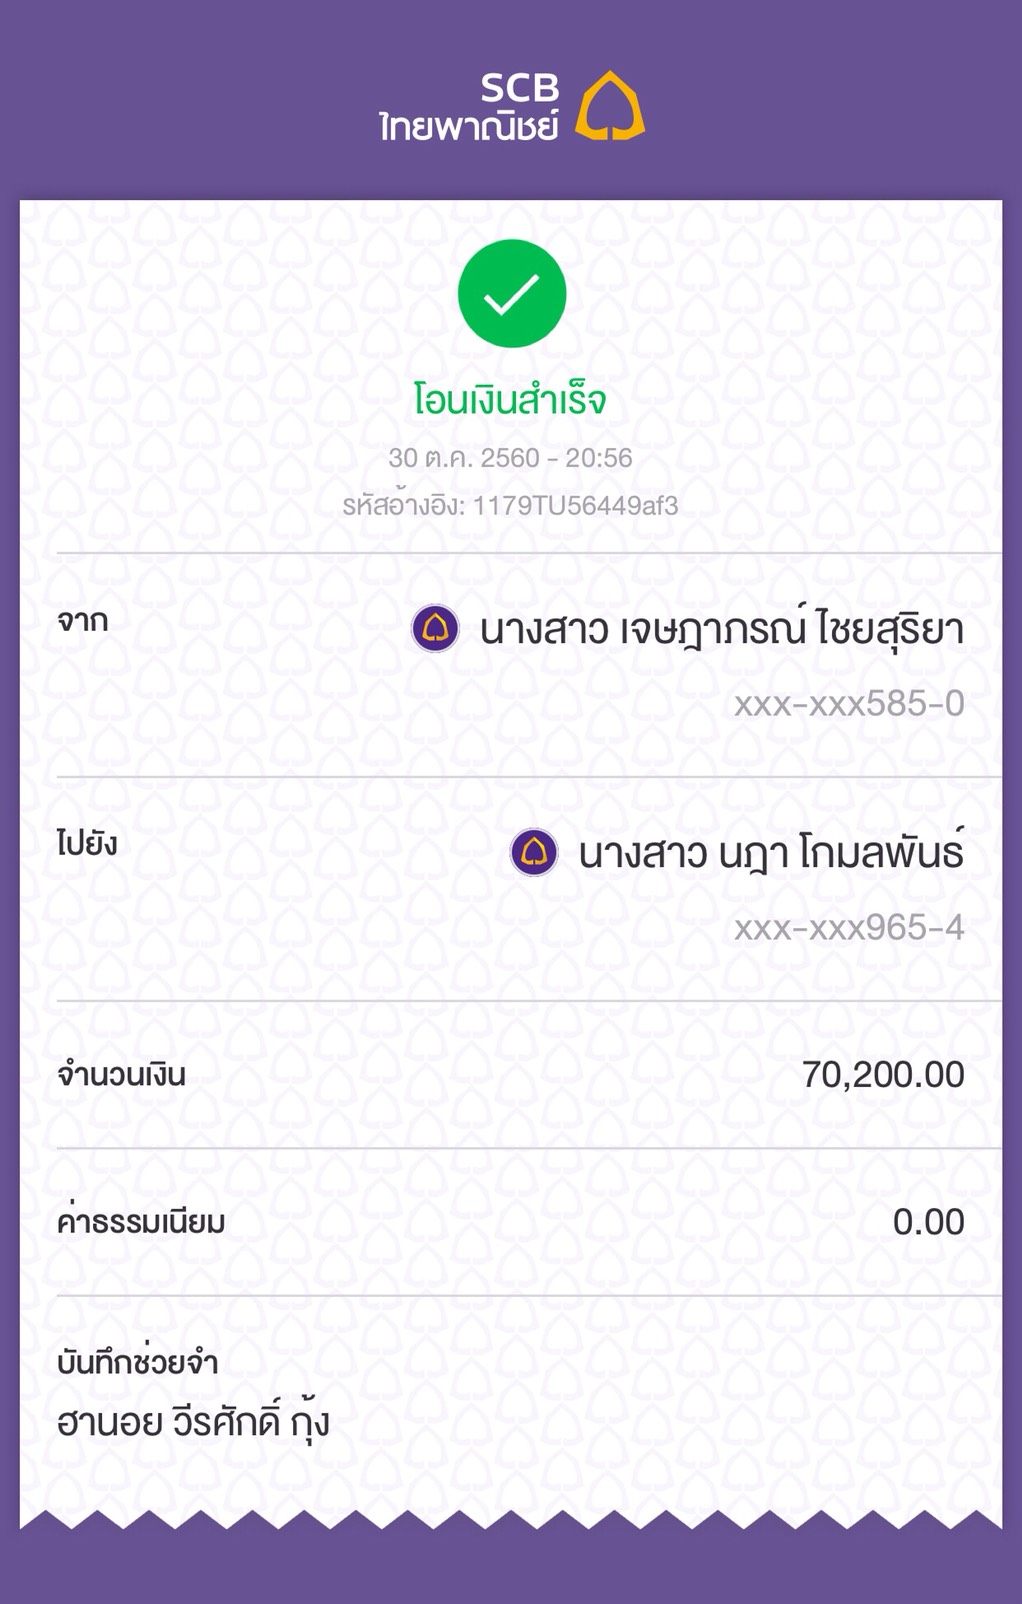 SCB
ไทยพาณิชย์
โอนเงินสำเร็จ
30 ต.ค. 2560 - 20:56
รหัสอ้างอิง: 1179TU56449af3
จาก
นางสาว เจษฎาภรณ์ ไชยสุริยา
xxx-xxx585-0
ไปยัง
นางสาว นฎา โกมลพันธ์
xxx-xxx965-4
จำนวนเงิน 70,200.00
ค่าธรรมเนียม 0.00
บันทึกช่วยจำ
ฮานอย วีรศักดิ์ กุ้ง